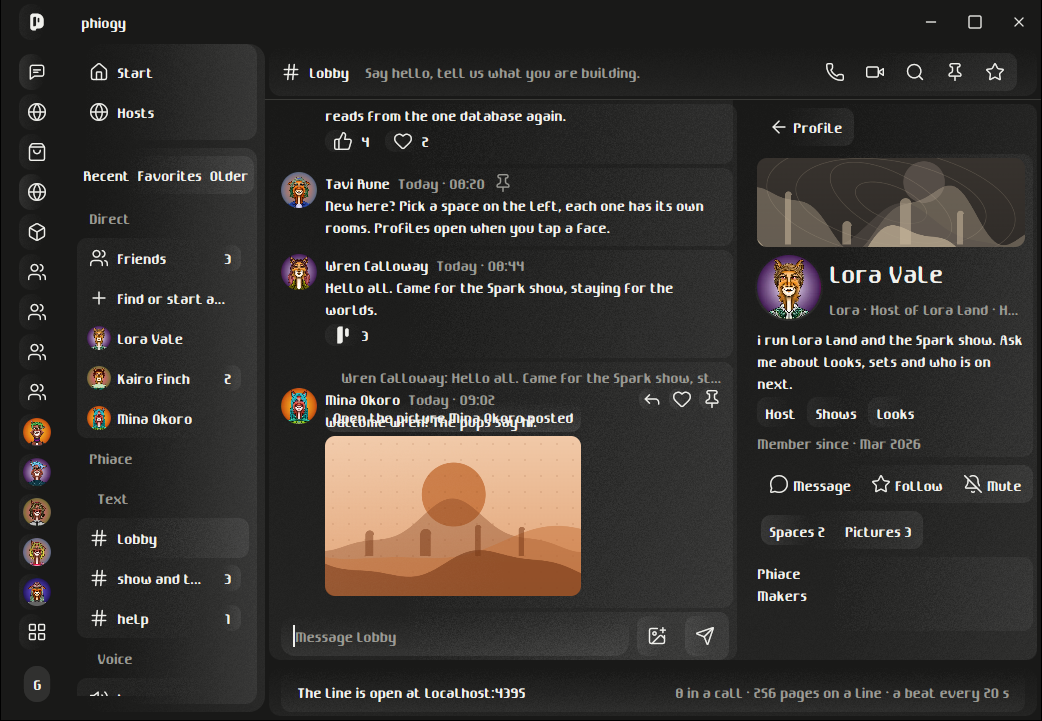 phiogy
Start
Hosts
Recent Favorites Older
Direct
Friends 3
Find or start a...
Lora Vale
Kairo Finch 2
Mina Okoro
Phiace
Text
# Lobby
# show and t... 3
# help 1
Voice
G
# Lobby Say hello, tell us what you are building.
reads from the one database again.
4 2
Tavi Rune Today · 08:20
New here? Pick a space on the left, each one has its own
rooms. Profiles open when you tap a face.
Wren Calloway Today · 08:44
Hello all. Came for the Spark show, staying for the
worlds.
3
Wren Calloway: Hello all. Came for the Spark show, st...
Mina Okoro Today · 09:02
Open the picture Mina Okoro posted
Welcome Wren! The pups say hi.
Message Lobby
Profile
Lora Vale
Lora · Host of Lora Land · H...
i run Lora Land and the Spark show. Ask
me about Looks, sets and who is on
next.
Host Shows Looks
Member since · Mar 2026
Message Follow Mute
Spaces 2 Pictures 3
Phiace
Makers
The Line is open at localhost:4395
0 in a call · 256 pages on a line · a beat every 20 s